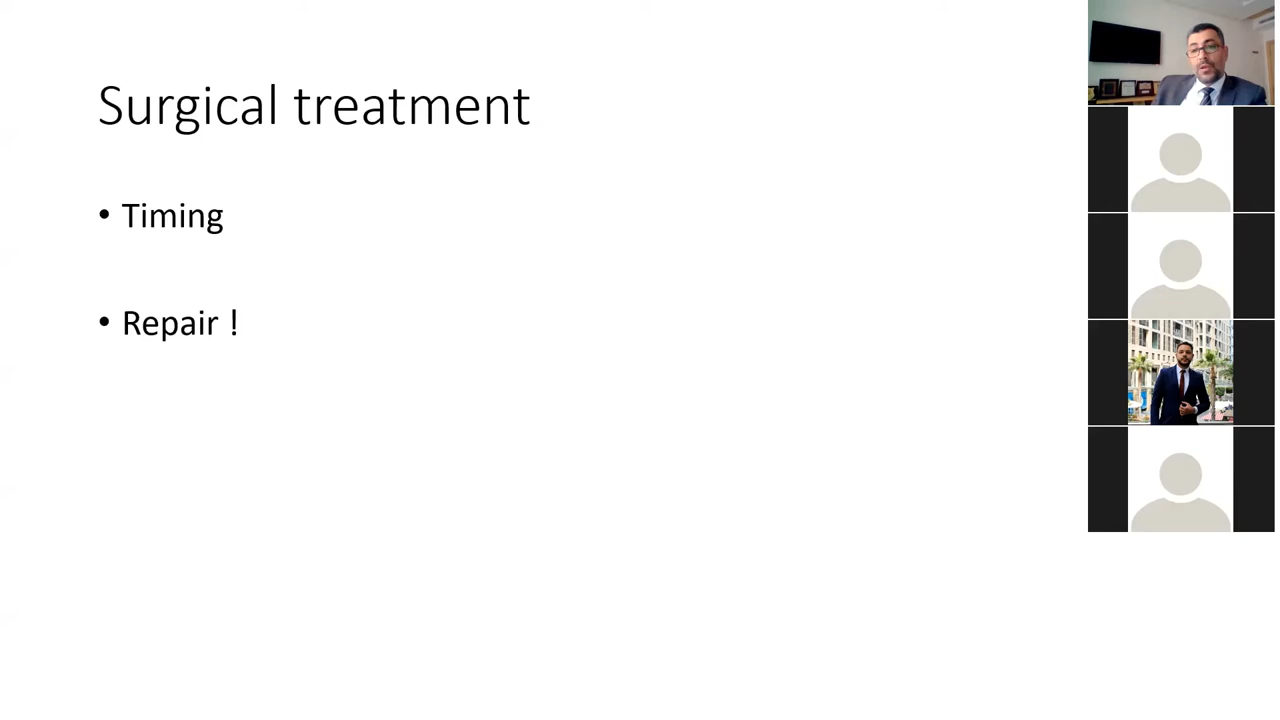 Surgical treatment
• Timing
• Repair !